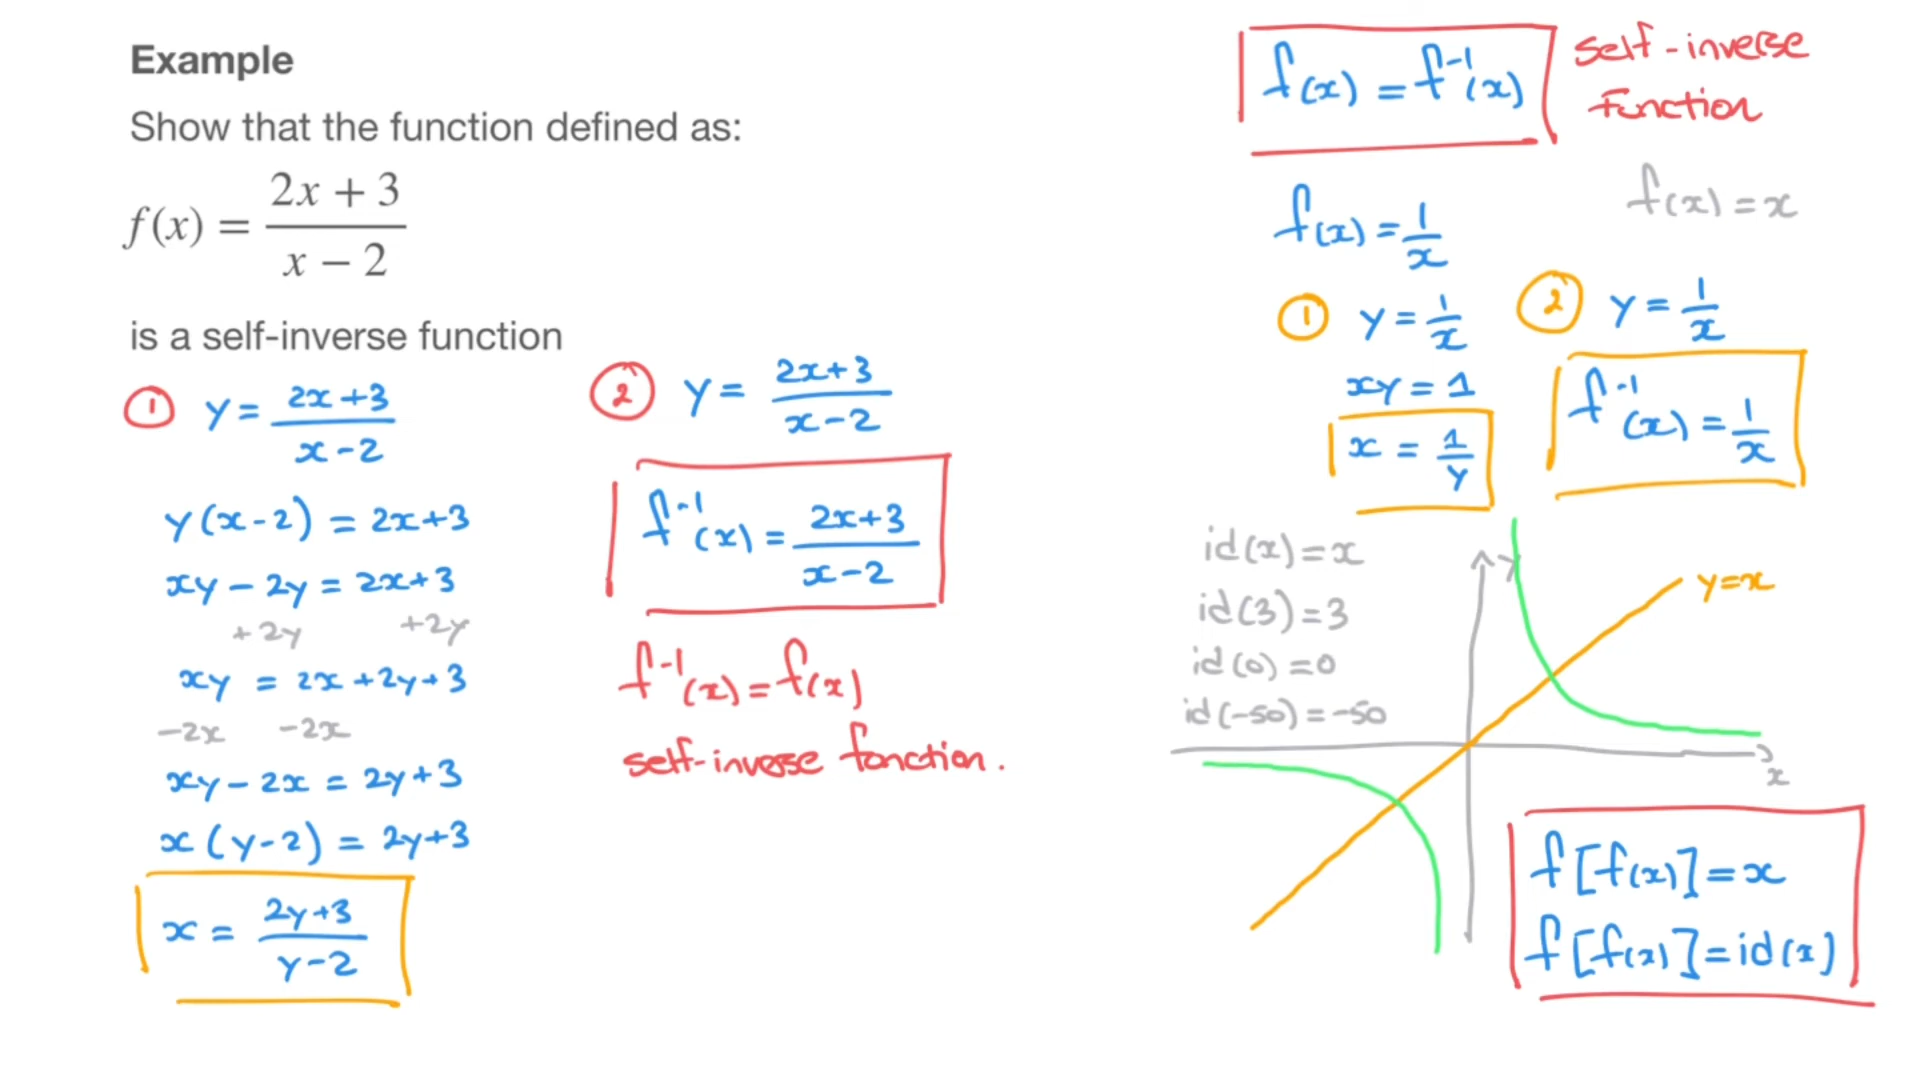 Example
Show that the function defined as:
f(x) = (2x + 3)/(x − 2)
is a self-inverse function
① y = (2x+3)/(x-2)
y(x-2) = 2x+3
xy - 2y = 2x+3
+2y +2y
xy = 2x+2y+3
-2x -2x
xy - 2x = 2y+3
x(y-2) = 2y+3
x = (2y+3)/(y-2)
② y = (2x+3)/(x-2)
f⁻¹(x) = (2x+3)/(x-2)
f⁻¹(x) = f(x)
self-inverse fonction.
f(x) = f⁻¹(x)
self-inverse
function
f(x) = x
f(x) = 1/x
① y = 1/x
xy = 1
x = 1/y
② y = 1/x
f⁻¹(x) = 1/x
id(x) = x
id(3) = 3
id(0) = 0
id(-50) = -50
y
y=x
x
f[f(x)] = x
f[f(x)] = id(x)